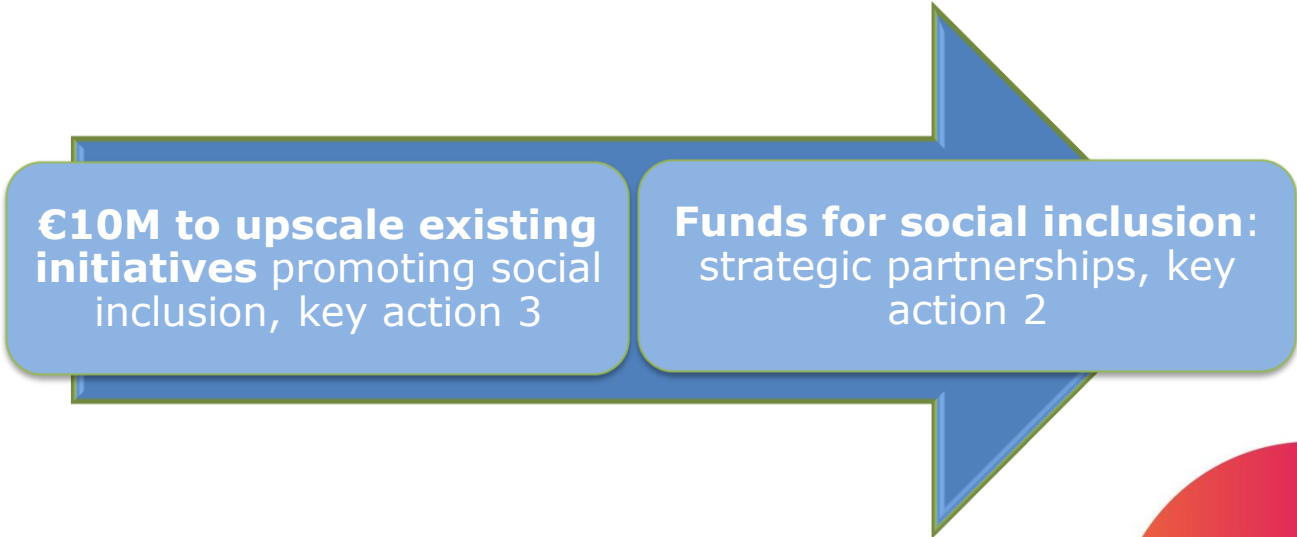 €10M to upscale existing
initiatives promoting social
inclusion, key action 3
Funds for social inclusion:
strategic partnerships, key
action 2